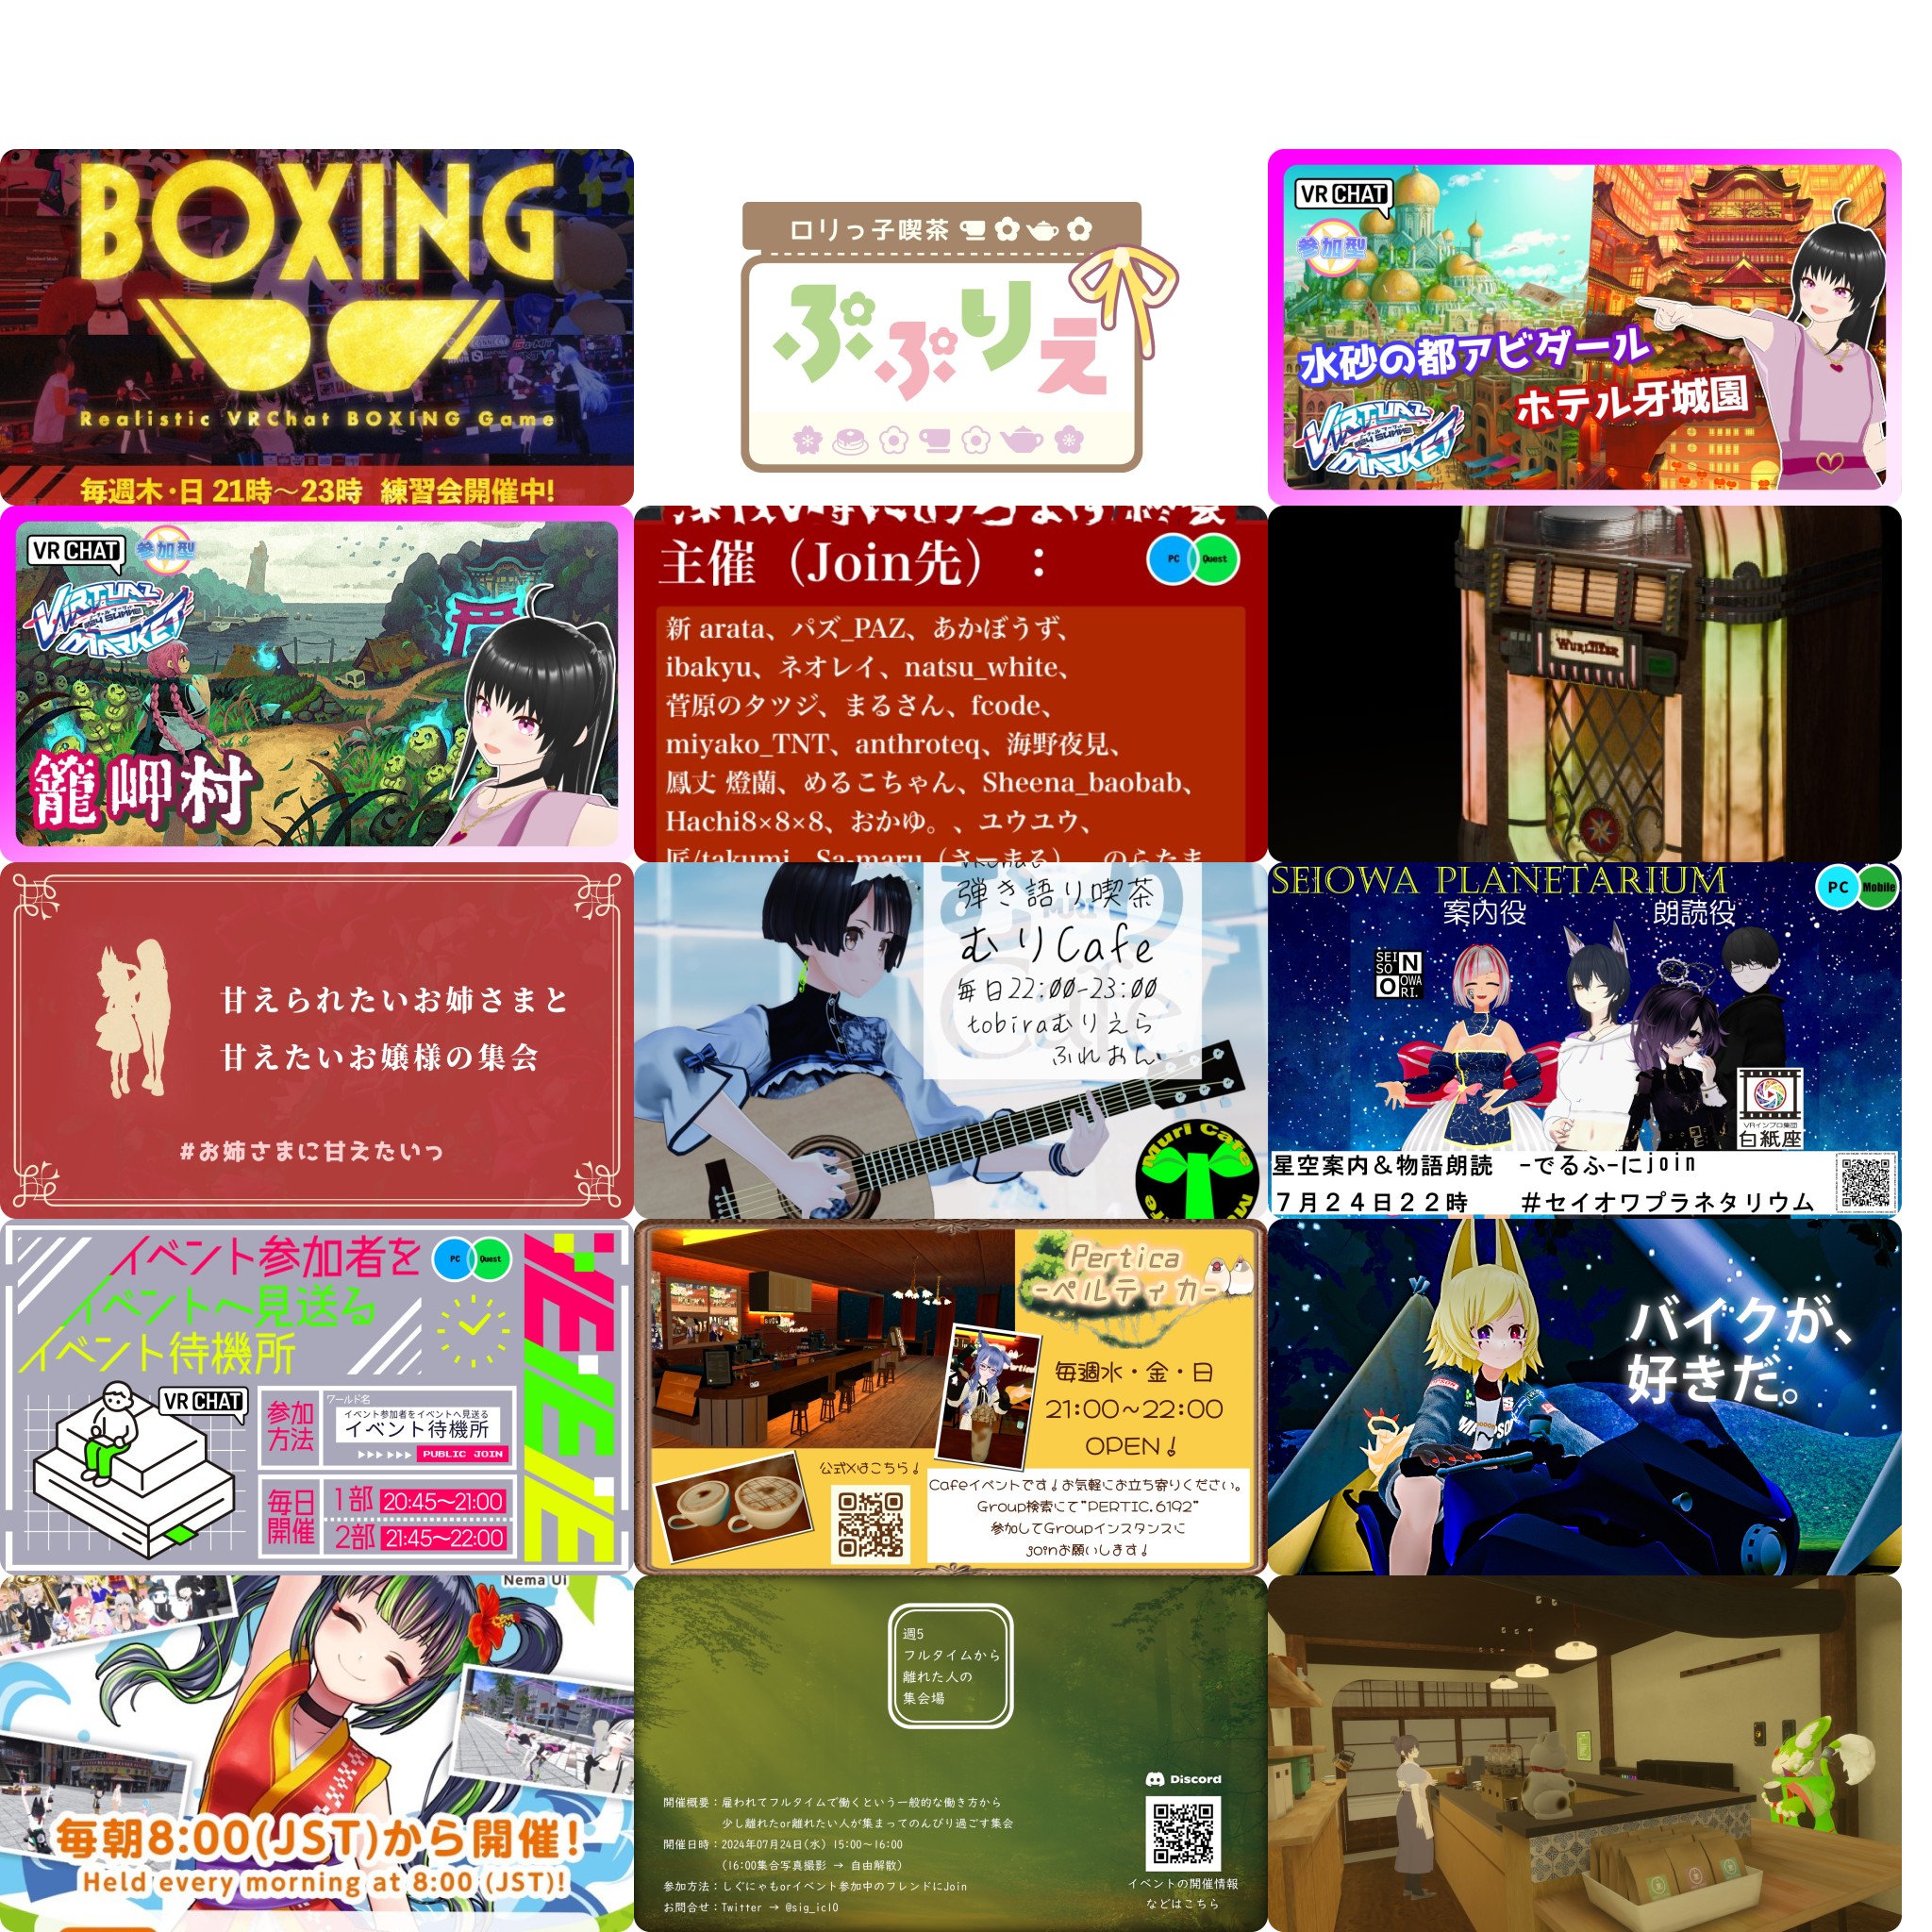 BOXING
Realistic VRChat BOXING Game
毎週木・日 21時〜23時 練習会開催中!
ロリっ子喫茶
ぷぷりえ
VR CHAT
参加型
水砂の都アビダール
ホテル牙城園
VIRTUAL
MARKET
VR CHAT
参加型
VIRTUAL
MARKET
籠岬村
主催（Join先）：
PC Quest
新 arata、パズ_PAZ、あかぼうず、
ibakyu、ネオレイ、natsu_white、
菅原のタツジ、まるさん、fcode、
miyako_TNT、anthroteq、海野夜見、
鳳丈 燈蘭、めるこちゃん、Sheena_baobab、
Hachi8×8×8、おかゆ。、ユウユウ、
匠/takumi、Sa-maru（さーまる）、のらたま
WURLITZER
甘えられたいお姉さまと
甘えたいお嬢様の集会
#お姉さまに甘えたいっ
弾き語り喫茶
むりCafe
毎日22:00-23:00
tobiraむりえら
ふれおん
Muri Cafe
SEIOWA PLANETARIUM
PC Mobile
案内役 朗読役
SEI
SO N
O OWA
RI.
VRインプロ集団
白紙座
星空案内＆物語朗読 -でるふ-にjoin
7月24日22時 #セイオワプラネタリウム
イベント参加者を
イベントへ見送る
イベント待機所
PC Quest
VR CHAT
参加
方法
ワールド名
イベント参加者をイベントへ見送る
イベント待機所
PUBLIC JOIN
毎日
開催
1部 20:45~21:00
2部 21:45~22:00
Pertica
-ペルティカ-
毎週水・金・日
21:00~22:00
OPEN!
公式Xはこちら!
Cafeイベントです!お気軽にお立ち寄りください。
Group検索にて"PERTIC.6192"
参加してGroupインスタンスに
joinお願いします!
バイクが、
好きだ。
Nema Ui
毎朝8:00(JST)から開催!
Held every morning at 8:00 (JST)!
週5
フルタイムから
離れた人の
集会場
Discord
開催概要：雇われてフルタイムで働くという一般的な働き方から
少し離れたor離れたい人が集まってのんびり過ごす集会
開催日時：2024年07月24日(水) 15:00~16:00
(16:00集合写真撮影 → 自由解散)
参加方法：しぐにゃもorイベント参加中のフレンドにJoin
お問合せ：Twitter → @sig_ic10
イベントの開催情報
などはこちら